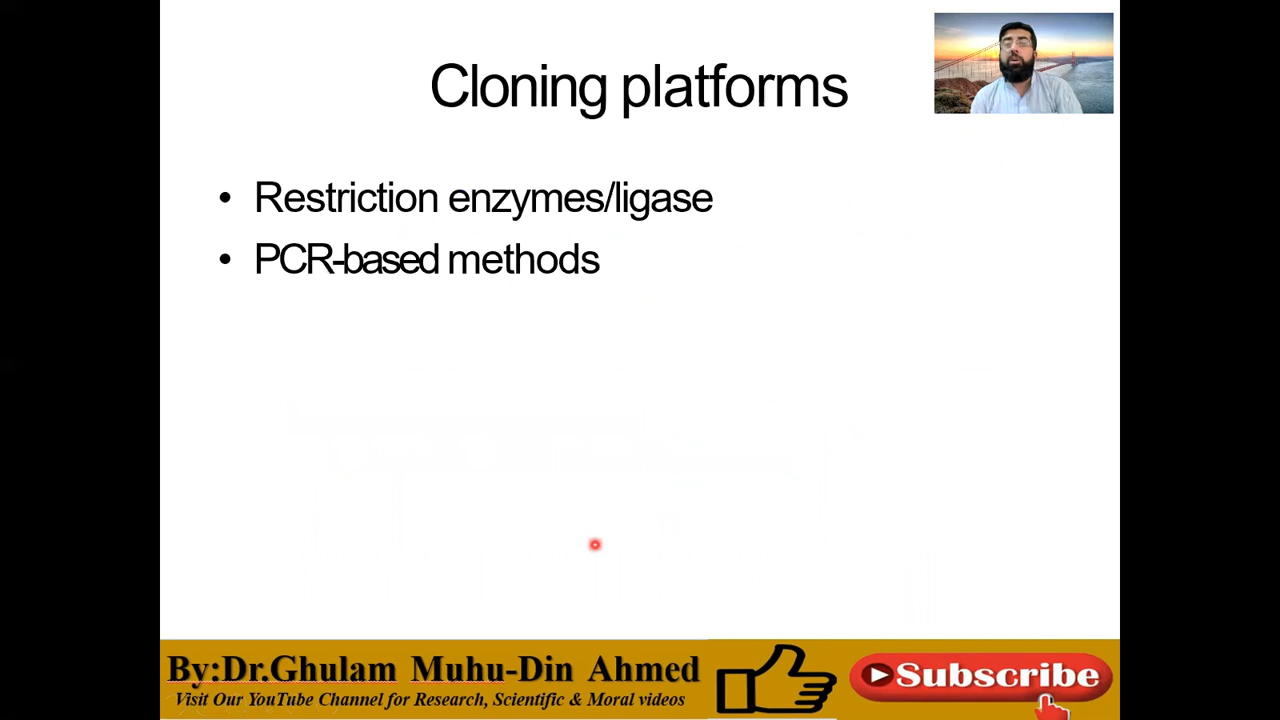 Cloning platforms
• Restriction enzymes/ligase
• PCR-based methods
By:Dr.Ghulam Muhu-Din Ahmed
Visit Our YouTube Channel for Research, Scientific & Moral videos
Subscribe